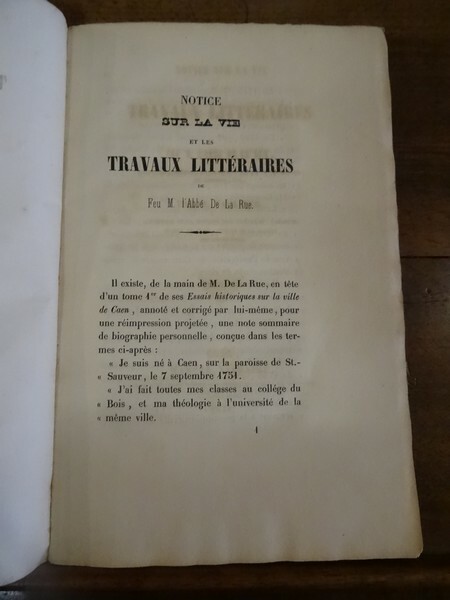 NOTICE
SUR LA VIE
ET LES
TRAVAUX LITTÉRAIRES
DE
Feu M. l'Abbé De La Rue.
Il existe, de la main de M. De La Rue, en tête
d'un tome 1er de ses Essais historiques sur la ville
de Caen, annoté et corrigé par lui-même, pour
une réimpression projetée, une note sommaire
de biographie personnelle, conçue dans les ter-
mes ci-après :
« Je suis né à Caen, sur la paroisse de St.-
« Sauveur, le 7 septembre 1751.
« J'ai fait toutes mes classes au collége du
« Bois, et ma théologie à l'université de la
« même ville.
1